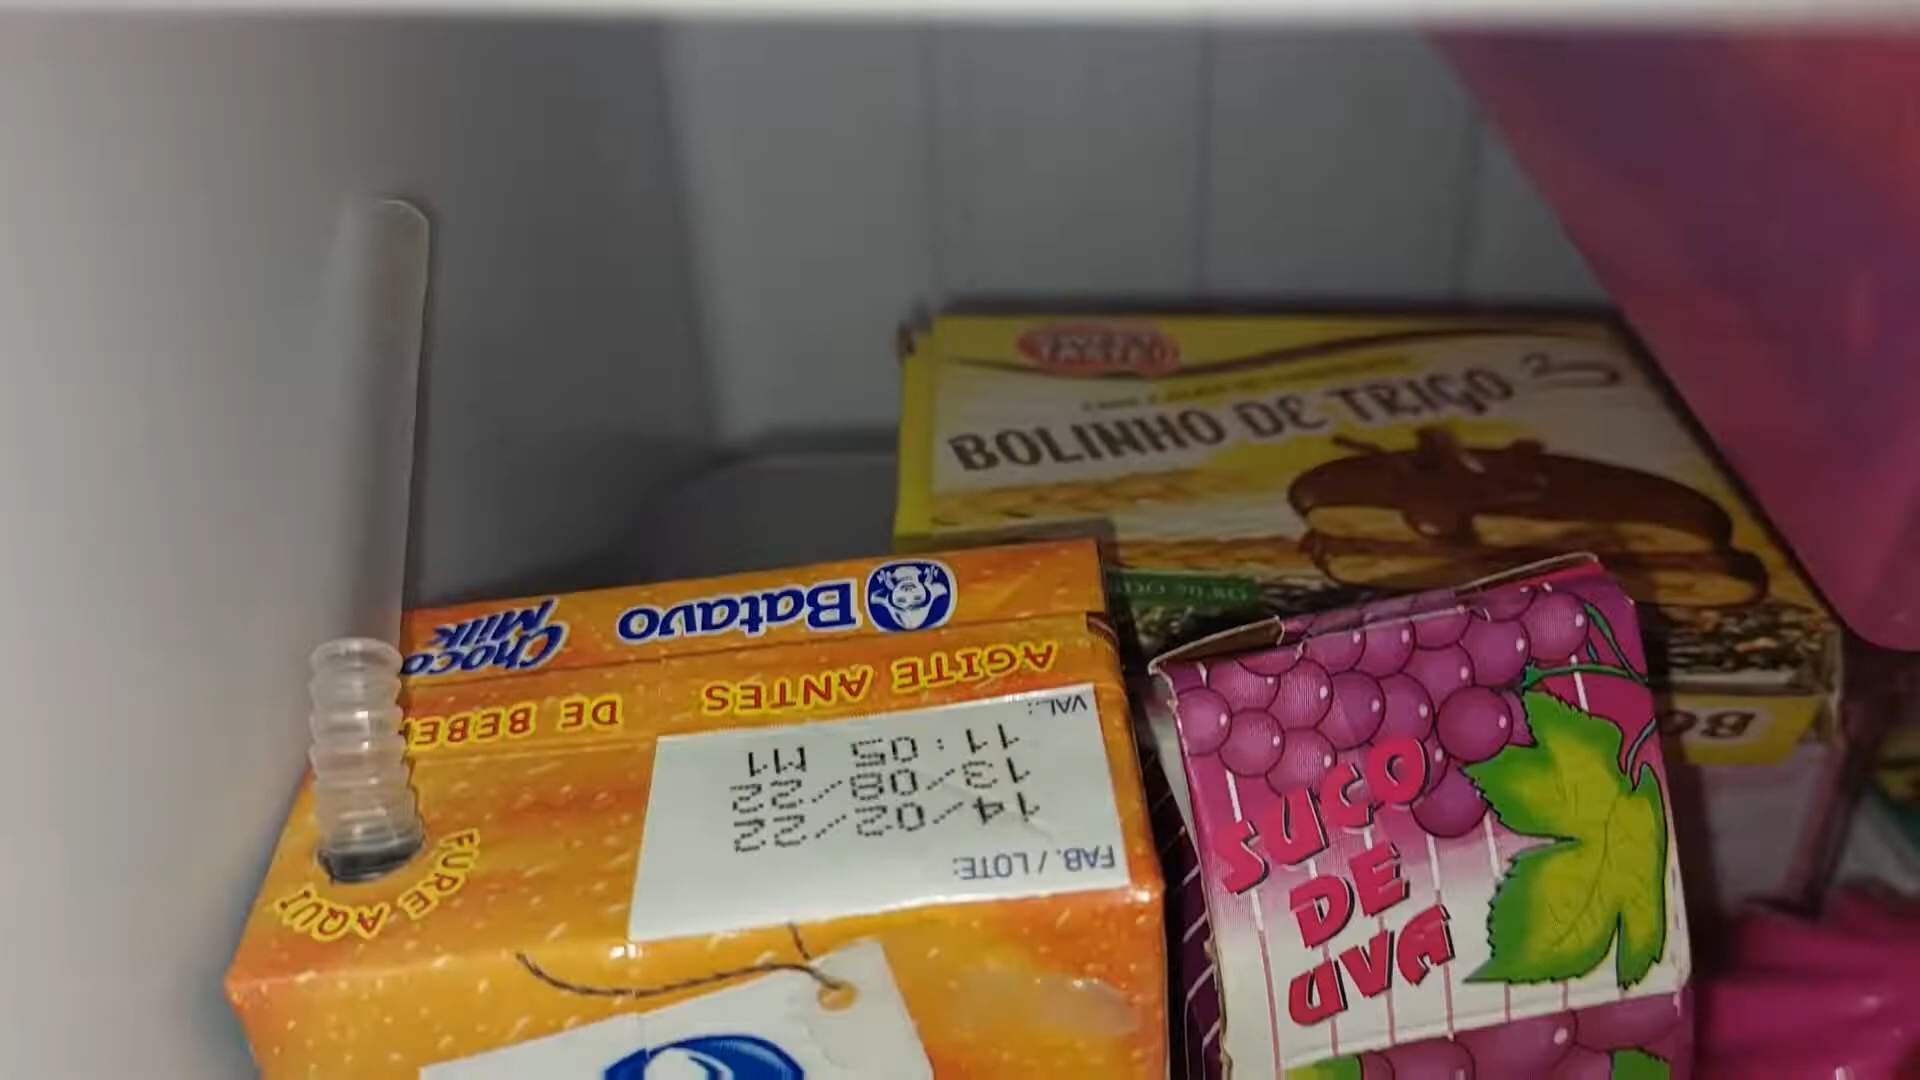 BOLINHO DE TRIGO
Batavo
Choco
Milk
AGITE ANTES DE BEBER
FAB. / LOTE:
14/02/22
13/08/22
11:05 M1
VAL.:
FURE AQUI
SUCO
DE
UVA
BO